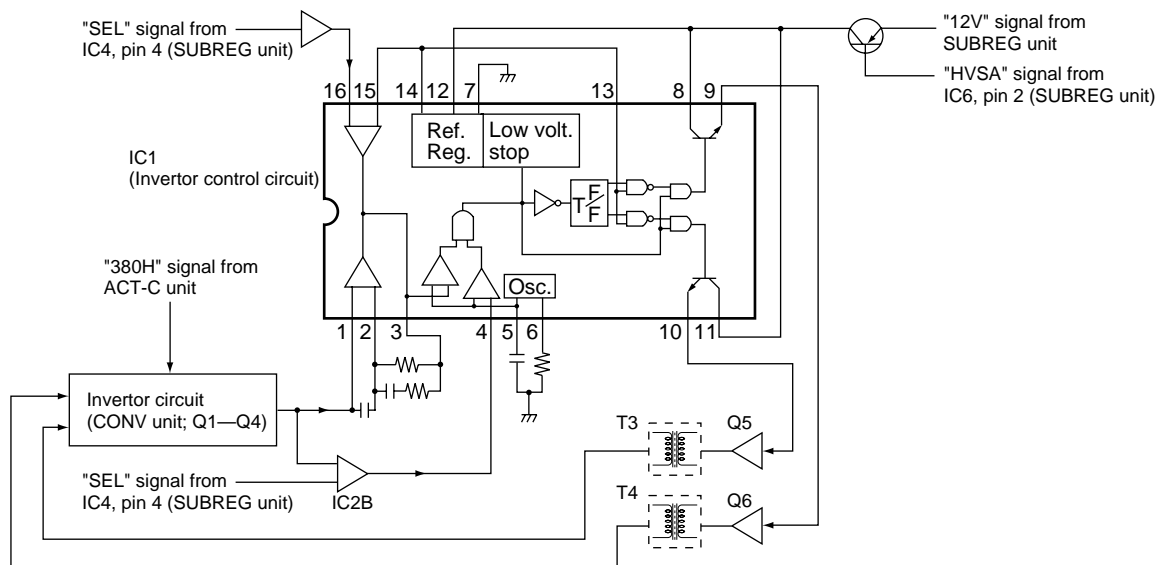 "SEL" signal from
IC4, pin 4 (SUBREG unit)
"12V" signal from
SUBREG unit
"HVSA" signal from
IC6, pin 2 (SUBREG unit)
16 15 14 12 7 13 8 9
IC1
(Invertor control circuit)
Ref.
Reg.
Low volt.
stop
T F/F
Osc.
"380H" signal from
ACT-C unit
1 2 3 4 5 6 10 11
Invertor circuit
(CONV unit; Q1—Q4)
"SEL" signal from
IC4, pin 4 (SUBREG unit)
IC2B
T3 Q5
T4 Q6